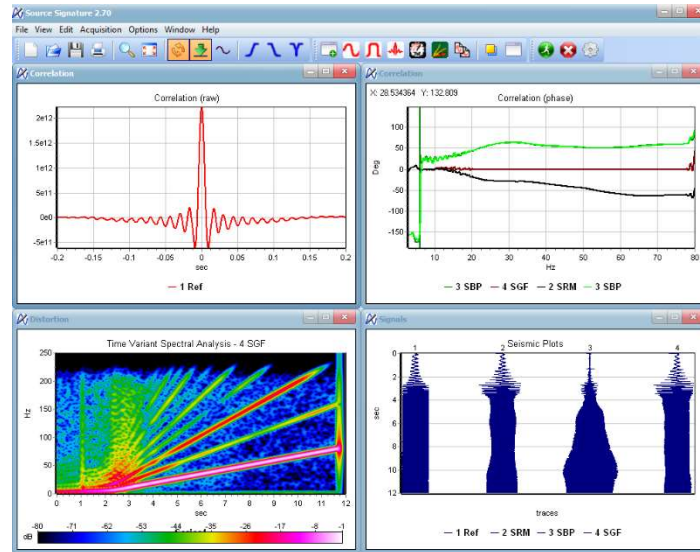 Source Signature 2.70
File View Edit Acquisition Options Window Help
Correlation
Correlation (raw)
2e12
1.5e12
1e12
5e11
0e0
-5e11
-0.2 -0.15 -0.1 -0.05 0 0.05 0.1 0.15 0.2
sec
1 Ref
Correlation
X: 28.534364 Y: 132.809
Correlation (phase)
100
50
0
-50
-100
-150
Deg
10 20 30 40 50 60 70 80
Hz
3 SBP 4 SGF 2 SRM 3 SBP
Distortion
Time Variant Spectral Analysis - 4 SGF
250
200
150
100
50
0
Hz
0 1 2 3 4 5 6 7 8 9 10 11 12
sec
dB
-80 -71 -62 -53 -44 -35 -26 -17 -9 -1
Signals
Seismic Plots
1 2 3 4
0
2
4
6
8
10
12
sec
traces
1 Ref 2 SRM 3 SBP 4 SGF